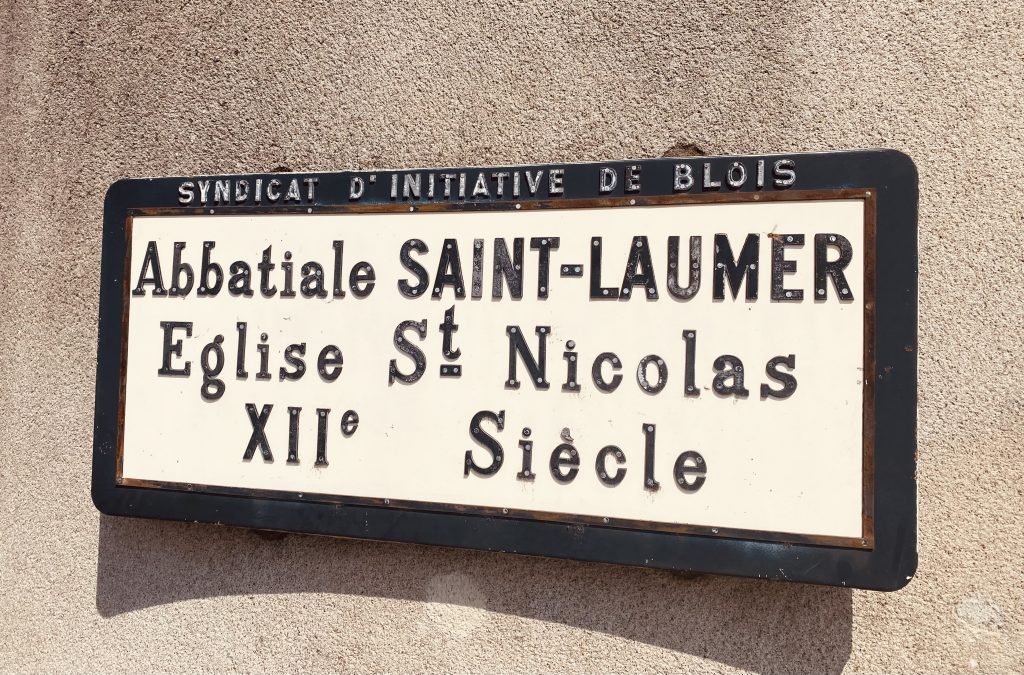 SYNDICAT D'INITIATIVE DE BLOIS
Abbatiale SAINT-LAUMER
Eglise St Nicolas
XIIe Siècle